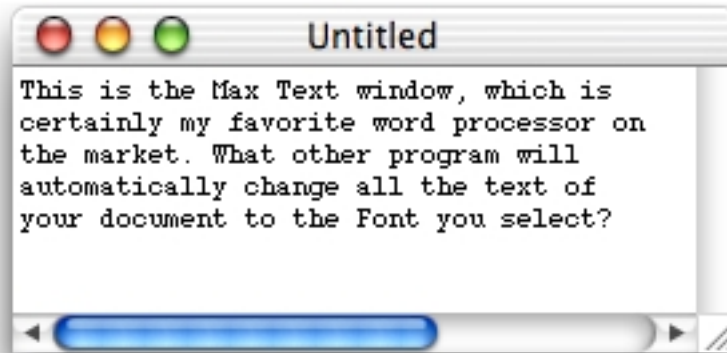 Untitled
This is the Max Text window, which is
certainly my favorite word processor on
the market. What other program will
automatically change all the text of
your document to the Font you select?